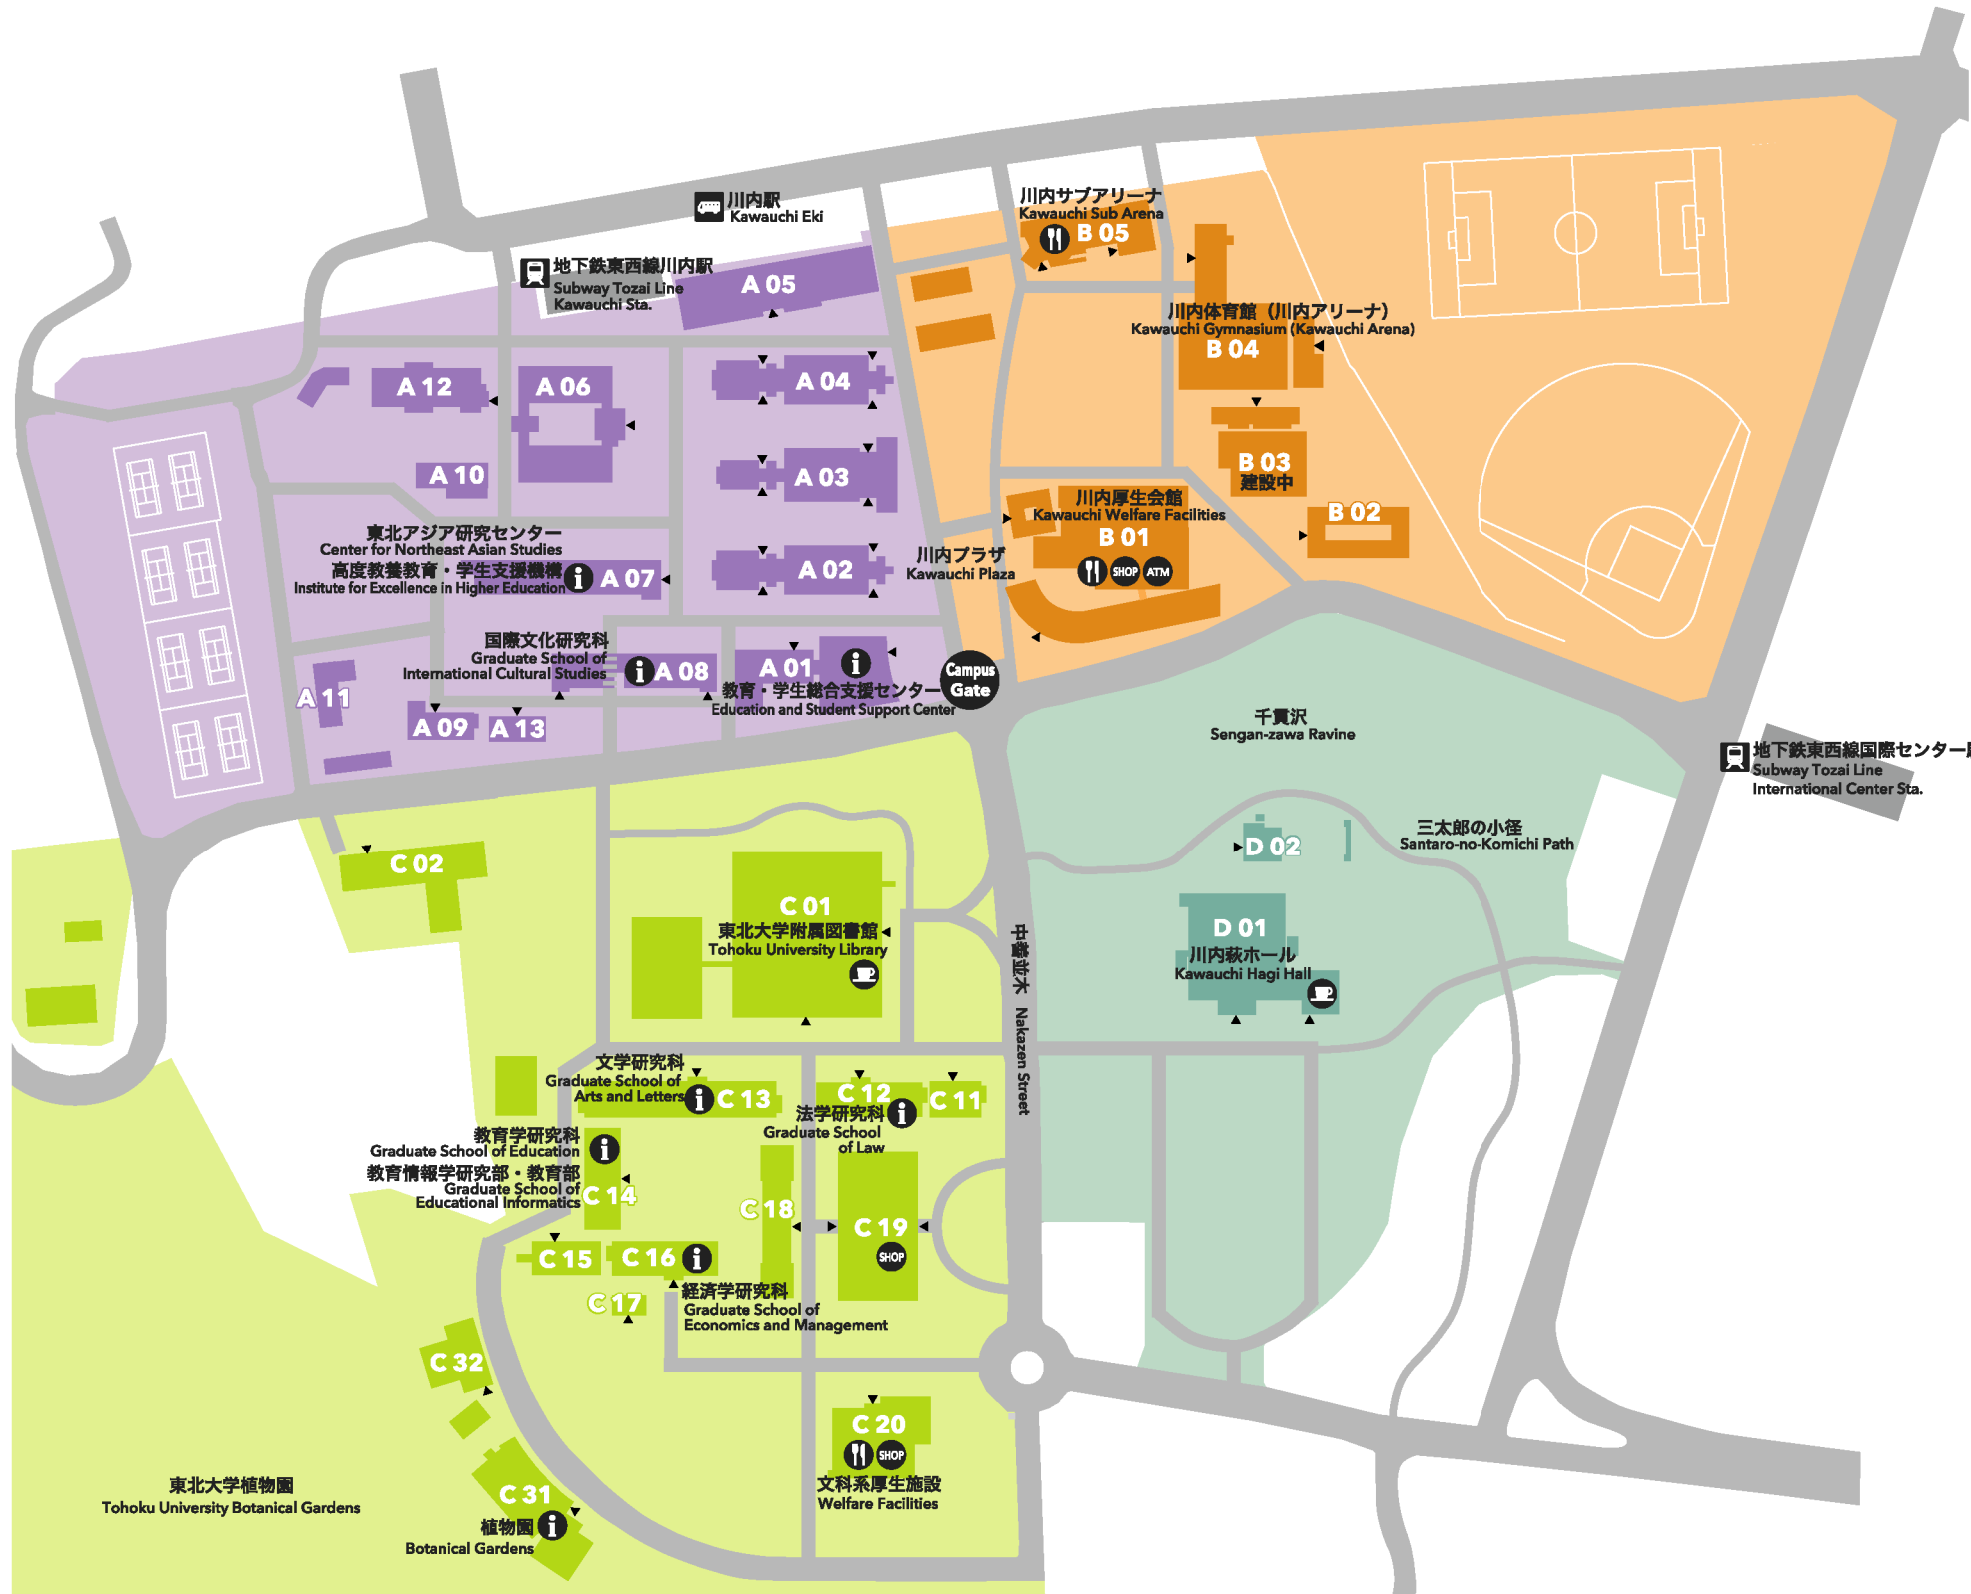 川内駅
Kawauchi Eki
地下鉄東西線川内駅
Subway Tozai Line
Kawauchi Sta.
A 05
川内サブアリーナ
Kawauchi Sub Arena
B 05
川内体育館（川内アリーナ）
Kawauchi Gymnasium (Kawauchi Arena)
B 04
A 12
A 06
A 04
A 10
A 03
B 03
建設中
B 02
川内厚生会館
Kawauchi Welfare Facilities
B 01
SHOP
ATM
川内プラザ
Kawauchi Plaza
東北アジア研究センター
Center for Northeast Asian Studies
高度教養教育・学生支援機構
Institute for Excellence in Higher Education
i
A 07
A 02
国際文化研究科
Graduate School of
International Cultural Studies
i
A 08
A 01
i
教育・学生総合支援センター
Education and Student Support Center
Campus
Gate
A 11
A 09
A 13
千貫沢
Sengan-zawa Ravine
地下鉄東西線国際センター
Subway Tozai Line
International Center Sta.
三太郎の小径
Santaro-no-Komichi Path
D 02
D 01
川内萩ホール
Kawauchi Hagi Hall
C 02
C 01
東北大学附属図書館
Tohoku University Library
中善並木 Nakazen Street
文学研究科
Graduate School of
Arts and Letters
i
C 13
C 12
法学研究科
Graduate School
of Law
i
C 11
教育学研究科
Graduate School of Education
i
教育情報学研究部・教育部
Graduate School of
Educational Informatics
C 14
C 18
C 19
SHOP
C 15
C 16
i
経済学研究科
Graduate School of
Economics and Management
C 17
C 32
C 20
SHOP
文科系厚生施設
Welfare Facilities
C 31
i
植物園
Botanical Gardens
東北大学植物園
Tohoku University Botanical Gardens